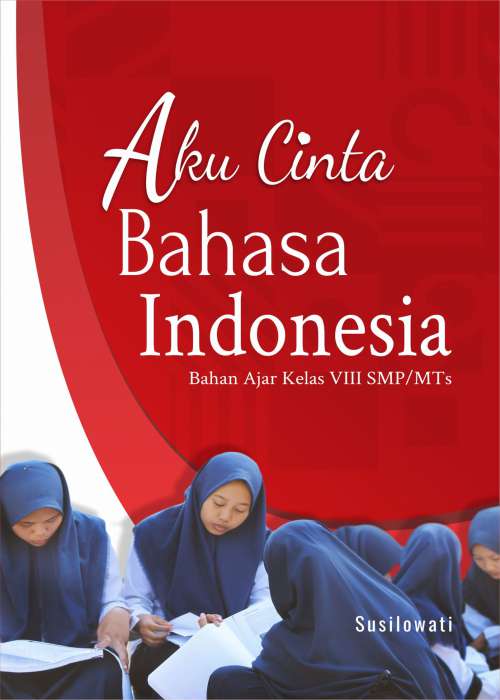 Aku Cinta
Bahasa
Indonesia
Bahan Ajar Kelas VIII SMP/MTs
Susilowati